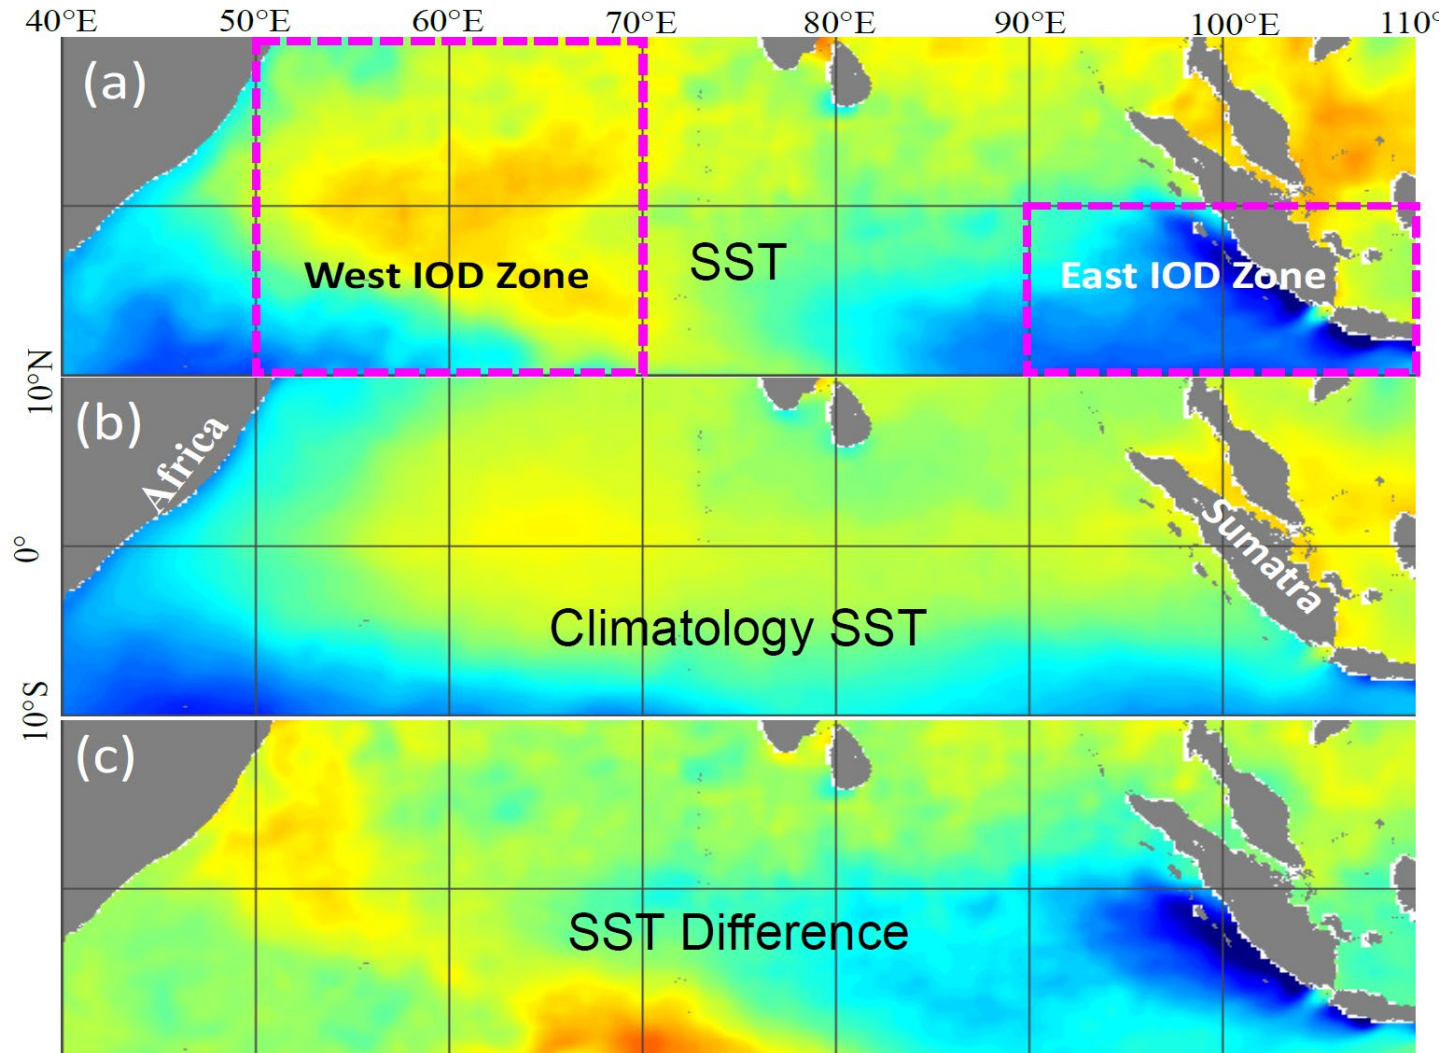 40°E 50°E 60°E 70°E 80°E 90°E 100°E 110°
(a)
SST
West IOD Zone
East IOD Zone
10°N
(b)
Africa
Sumatra
0°
Climatology SST
10°S
(c)
SST Difference